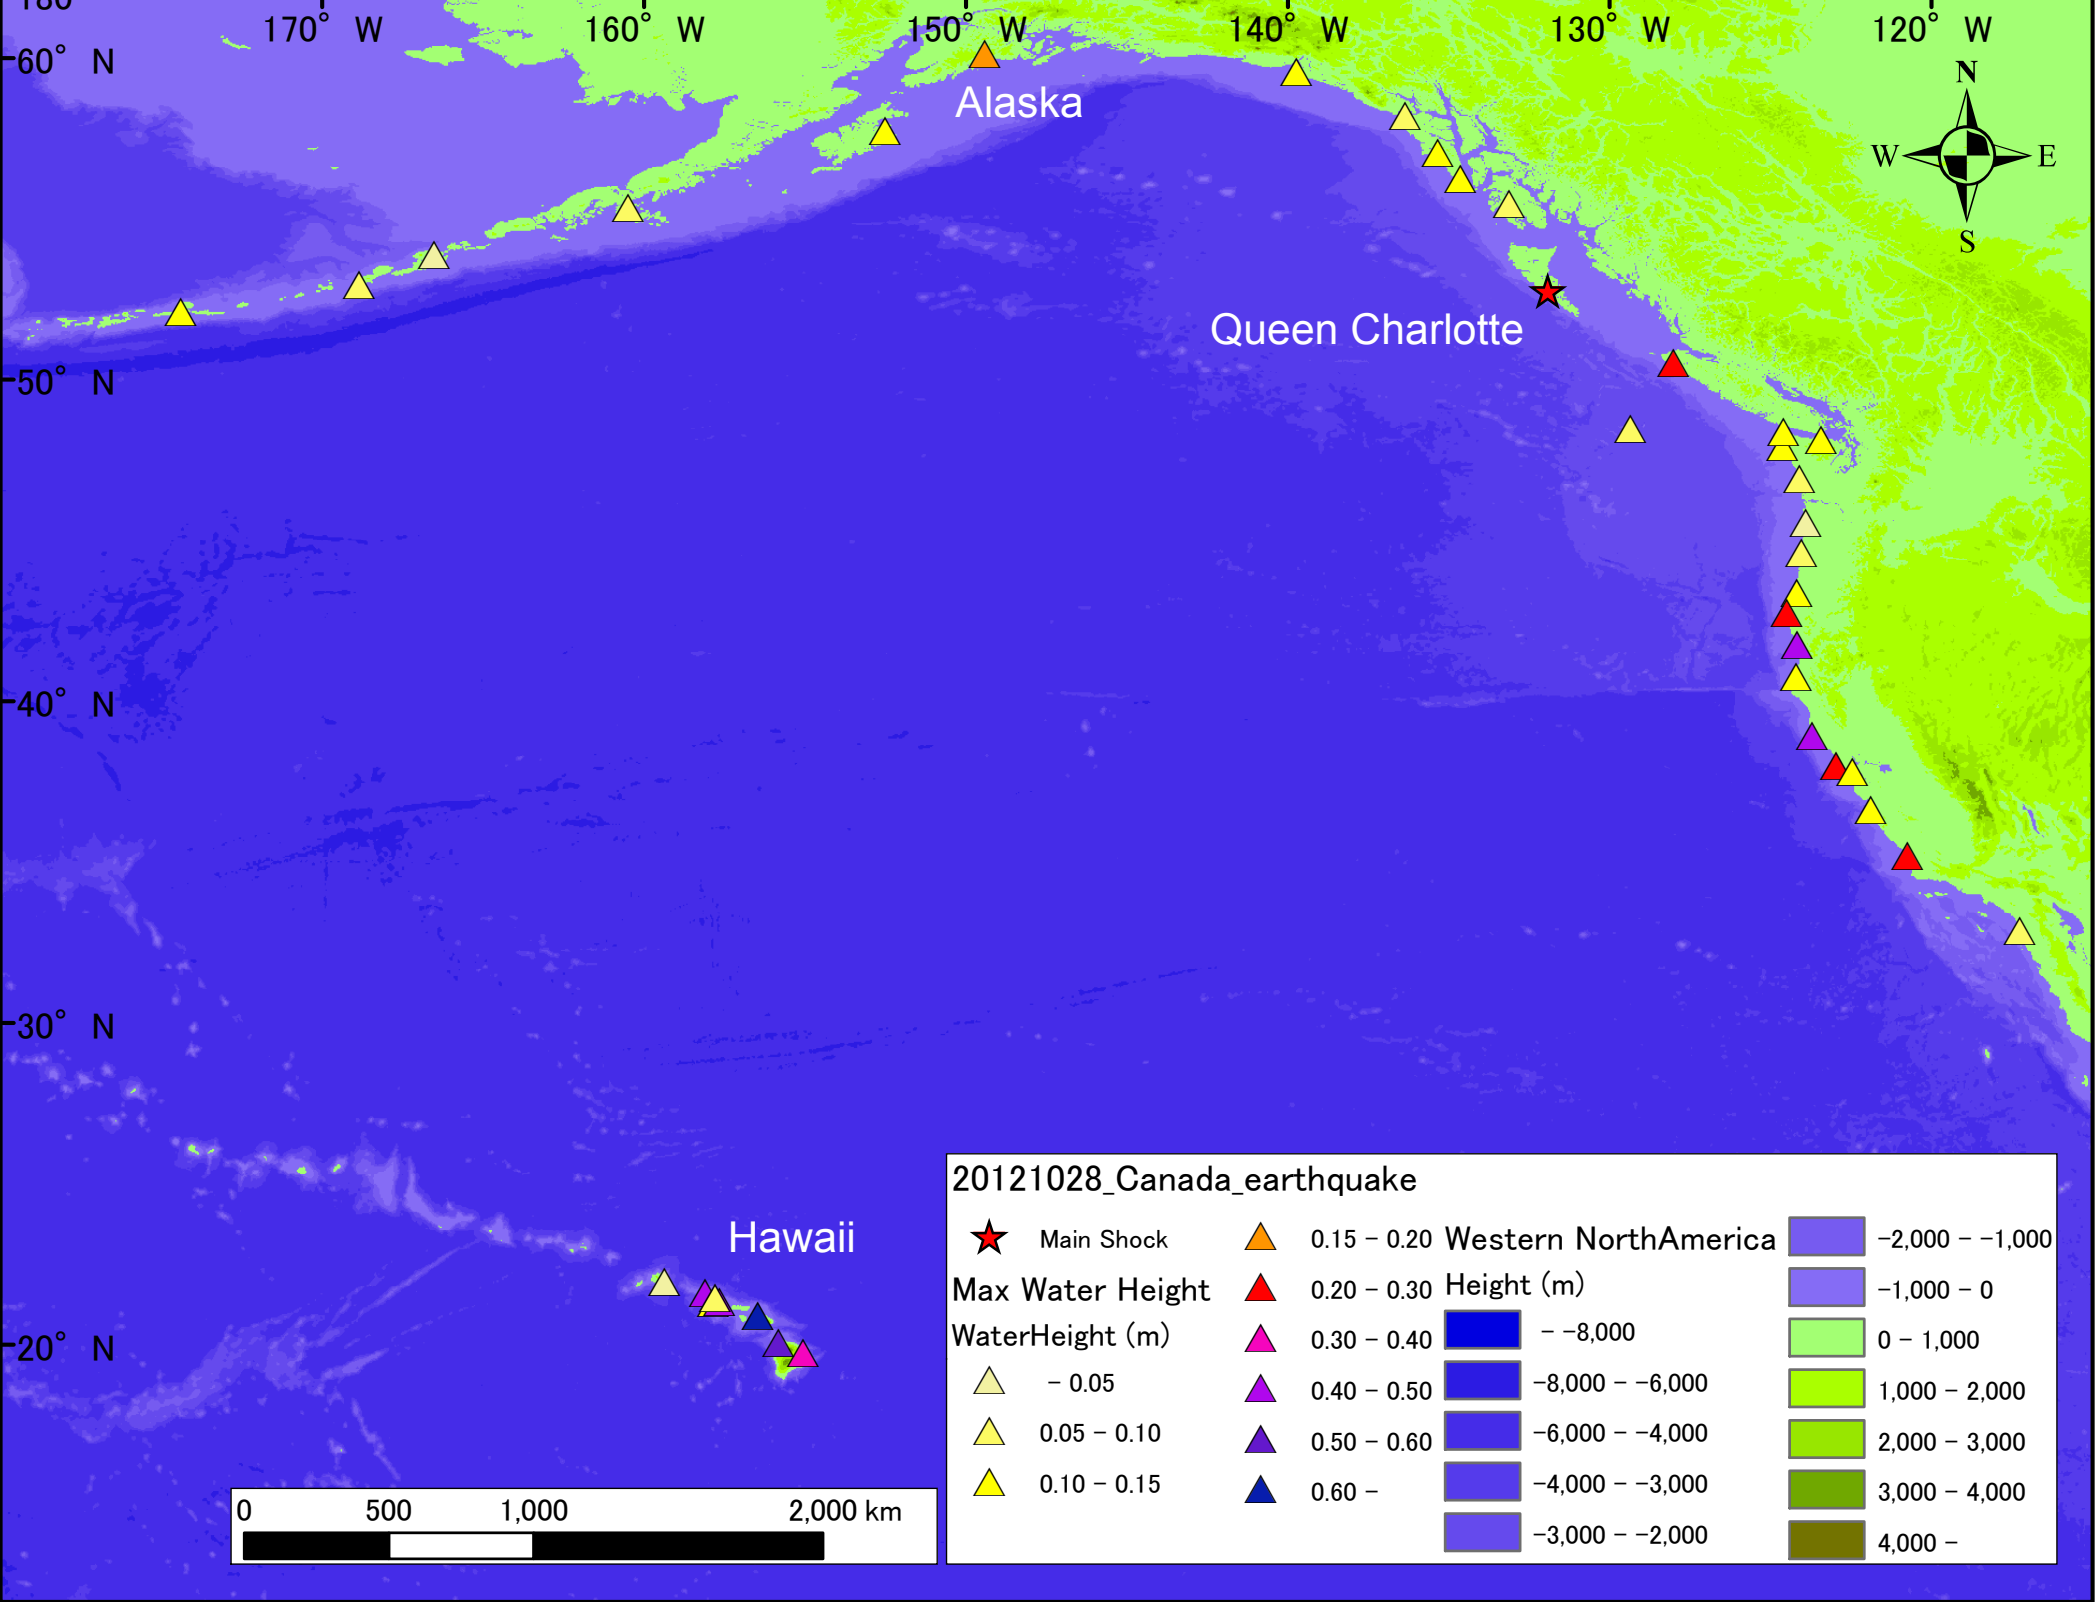 180
170° W
160° W
150° W
140° W
130° W
120° W
60° N
N
Alaska
W
E
S
Queen Charlotte
50° N
40° N
30° N
Hawaii
20° N
0
500
1,000
2,000 km
20121028_Canada_earthquake
Main Shock
Max Water Height
WaterHeight (m)
- 0.05
0.05 - 0.10
0.10 - 0.15
0.15 - 0.20
0.20 - 0.30
0.30 - 0.40
0.40 - 0.50
0.50 - 0.60
0.60 -
Western NorthAmerica
Height (m)
- -8,000
-8,000 - -6,000
-6,000 - -4,000
-4,000 - -3,000
-3,000 - -2,000
-2,000 - -1,000
-1,000 - 0
0 - 1,000
1,000 - 2,000
2,000 - 3,000
3,000 - 4,000
4,000 -